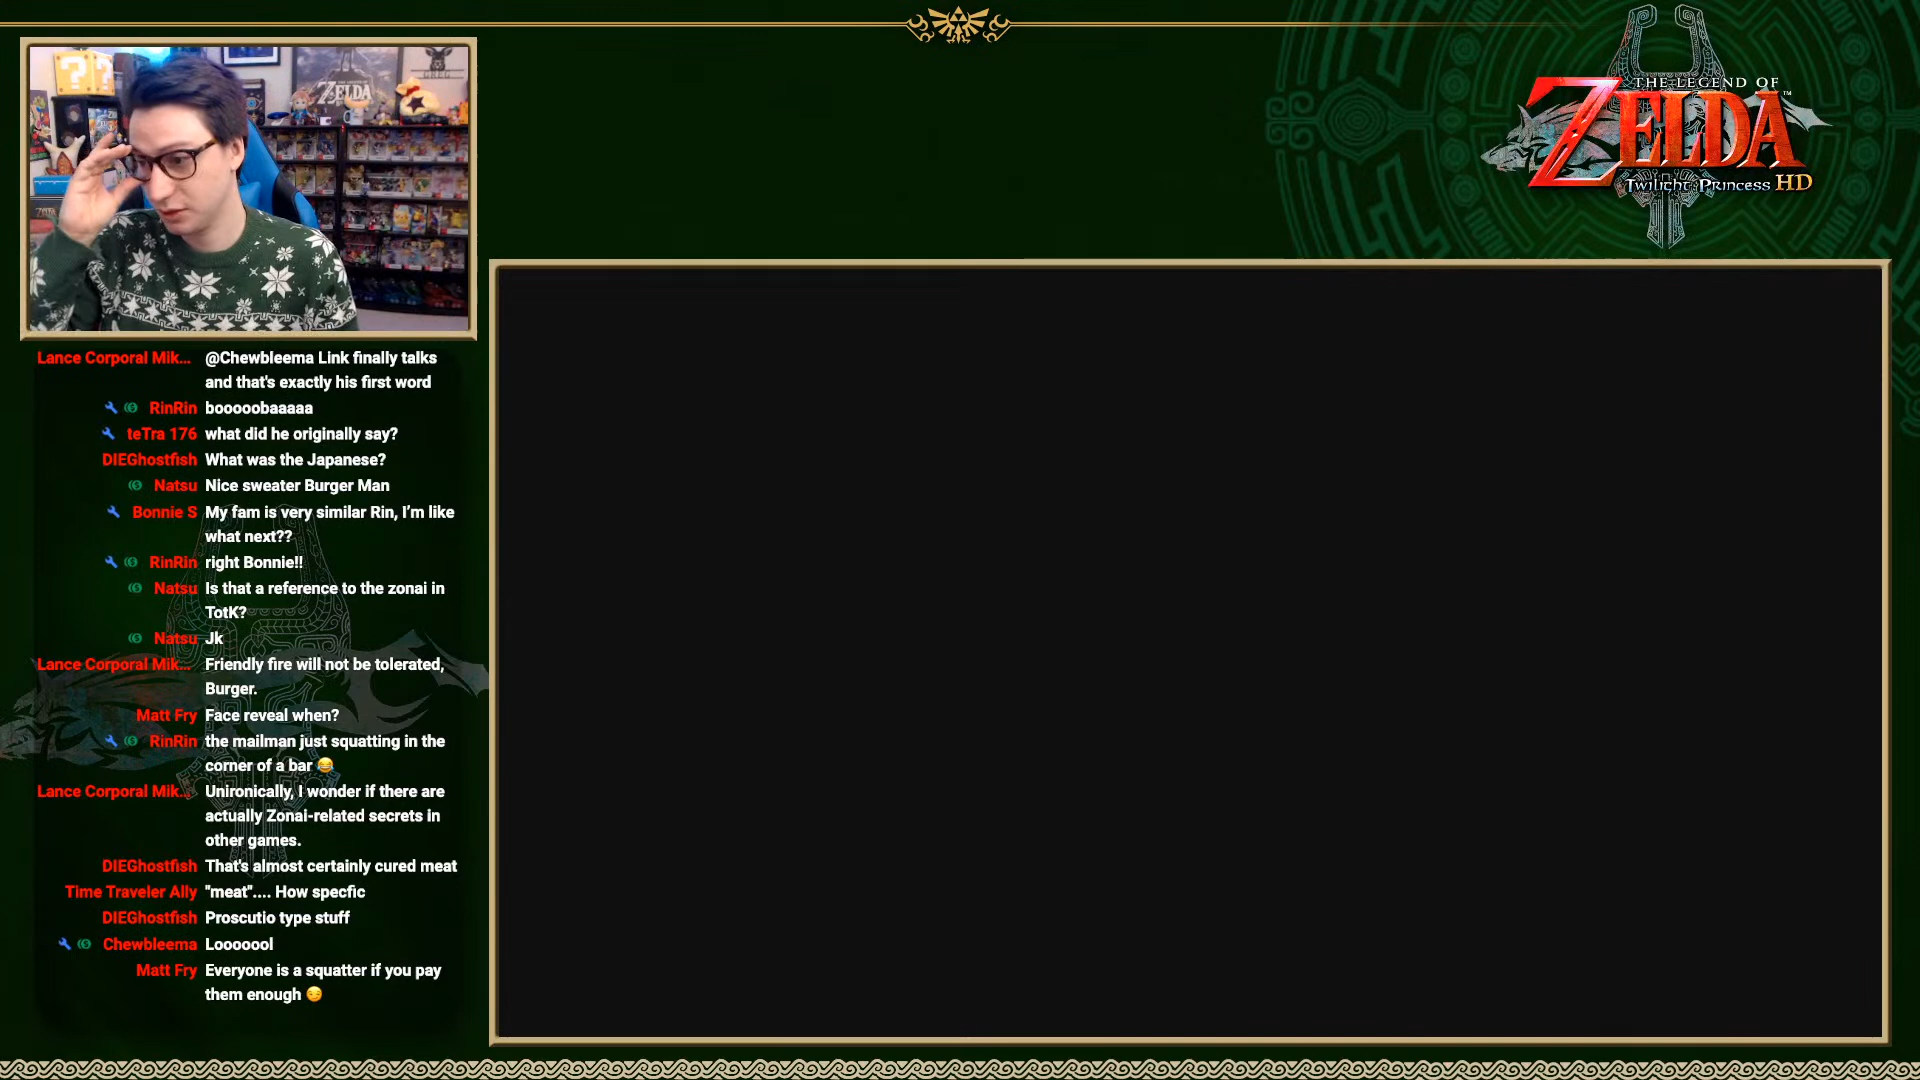 THE LEGEND OF
ZELDA
Twilight Princess HD
ZELDA
GREG
Lance Corporal Mik... @Chewbleema Link finally talks
and that's exactly his first word
RinRin booooobaaaaa
teTra 176 what did he originally say?
DIEGhostfish What was the Japanese?
Natsu Nice sweater Burger Man
Bonnie S My fam is very similar Rin, I'm like
what next??
RinRin right Bonnie!!
Natsu Is that a reference to the zonai in
TotK?
Natsu Jk
Lance Corporal Mik... Friendly fire will not be tolerated,
Burger.
Matt Fry Face reveal when?
RinRin the mailman just squatting in the
corner of a bar 😂
Lance Corporal Mik... Unironically, I wonder if there are
actually Zonai-related secrets in
other games.
DIEGhostfish That's almost certainly cured meat
Time Traveler Ally "meat".... How specfic
DIEGhostfish Proscutio type stuff
Chewbleema Looooool
Matt Fry Everyone is a squatter if you pay
them enough 😏